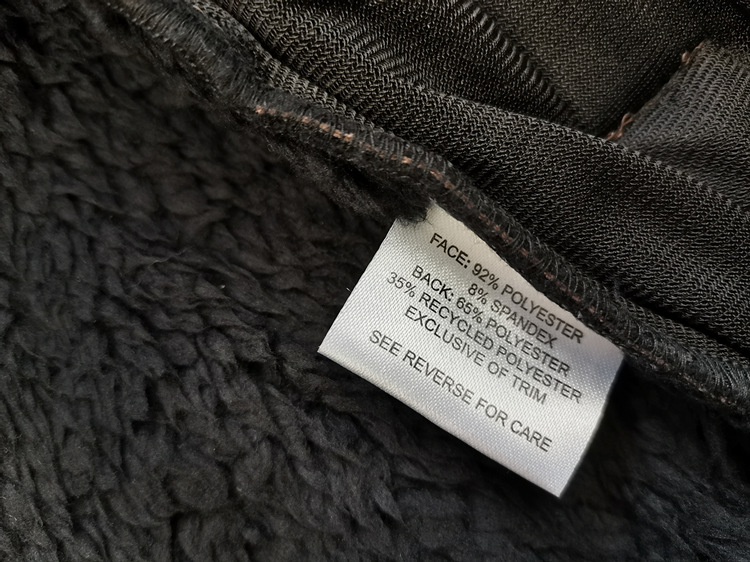 FACE: 92% POLYESTER
8% SPANDEX
BACK: 65% POLYESTER
35% RECYCLED POLYESTER
EXCLUSIVE OF TRIM
SEE REVERSE FOR CARE